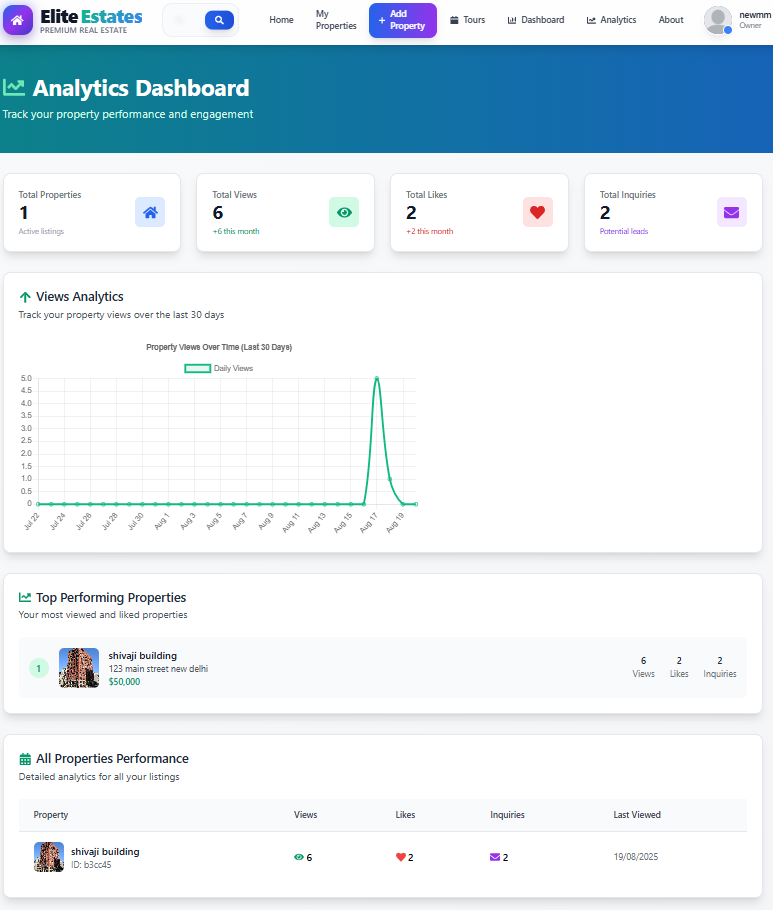 Elite Estates
PREMIUM REAL ESTATE
Home
My
Properties
+ Add
Property
Tours
Dashboard
Analytics
About
newmm
Owner
Analytics Dashboard
Track your property performance and engagement
Total Properties
1
Active listings
Total Views
6
+6 this month
Total Likes
2
+2 this month
Total Inquiries
2
Potential leads
Views Analytics
Track your property views over the last 30 days
Property Views Over Time (Last 30 Days)
Daily Views
5.0
4.5
4.0
3.5
3.0
2.5
2.0
1.5
1.0
0.5
0
Jul 22
Jul 24
Jul 26
Jul 28
Jul 30
Aug 1
Aug 3
Aug 5
Aug 7
Aug 9
Aug 11
Aug 13
Aug 15
Aug 17
Aug 19
Top Performing Properties
Your most viewed and liked properties
1
shivaji building
123 main street new delhi
$50,000
6
Views
2
Likes
2
Inquiries
All Properties Performance
Detailed analytics for all your listings
Property Views Likes Inquiries Last Viewed
shivaji building
ID: b3cc45
6 2 2 19/08/2025